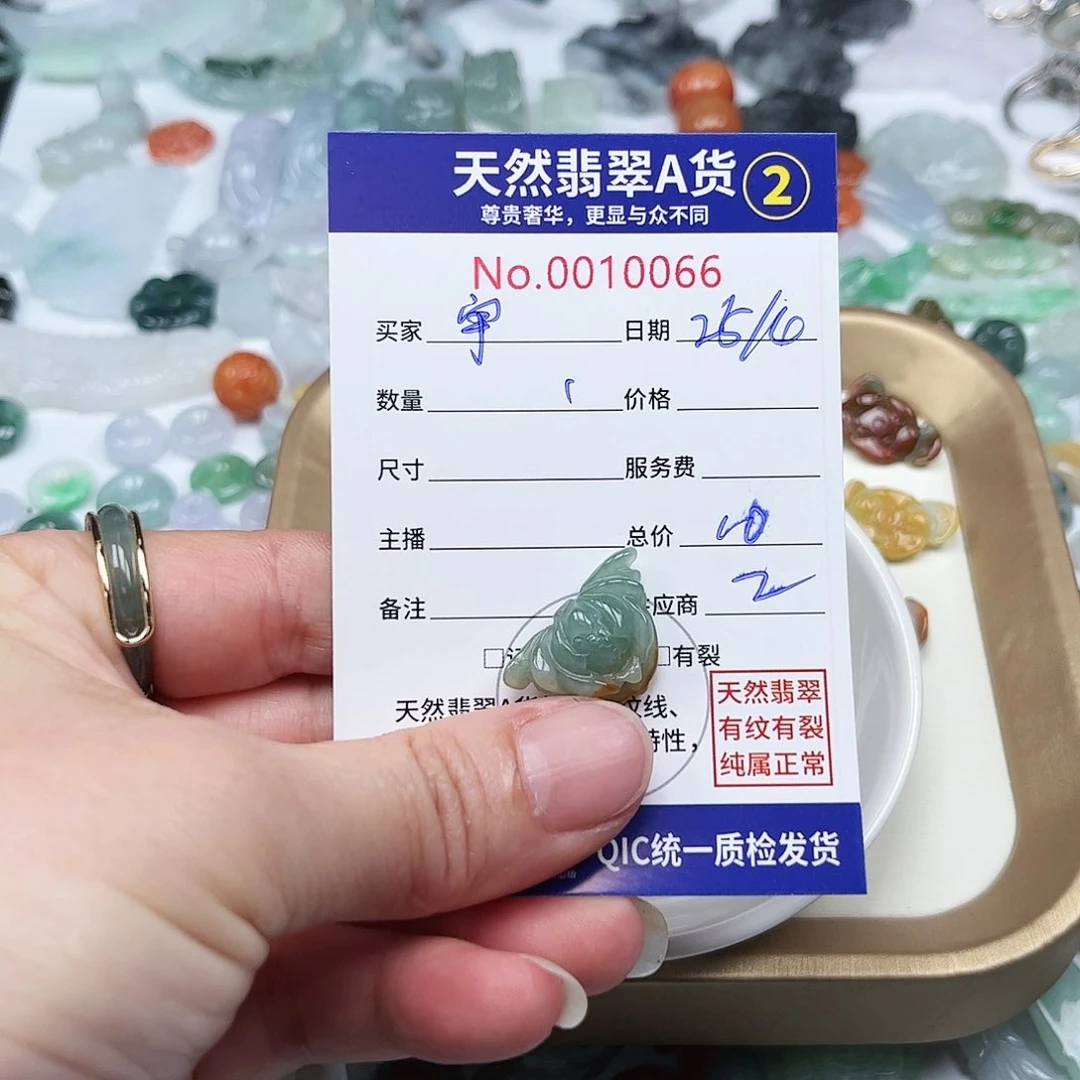 天然翡翠A货 2
尊贵奢华，更显与众不同
No.0010066
买家 宇 日期 25/6
数量 1 价格
尺寸 服务费
主播 总价 10
备注 应商 2
□ □有裂
天然翡翠A货 纹线、
特性，
天然翡翠
有纹有裂
纯属正常
QIC统一质检发货